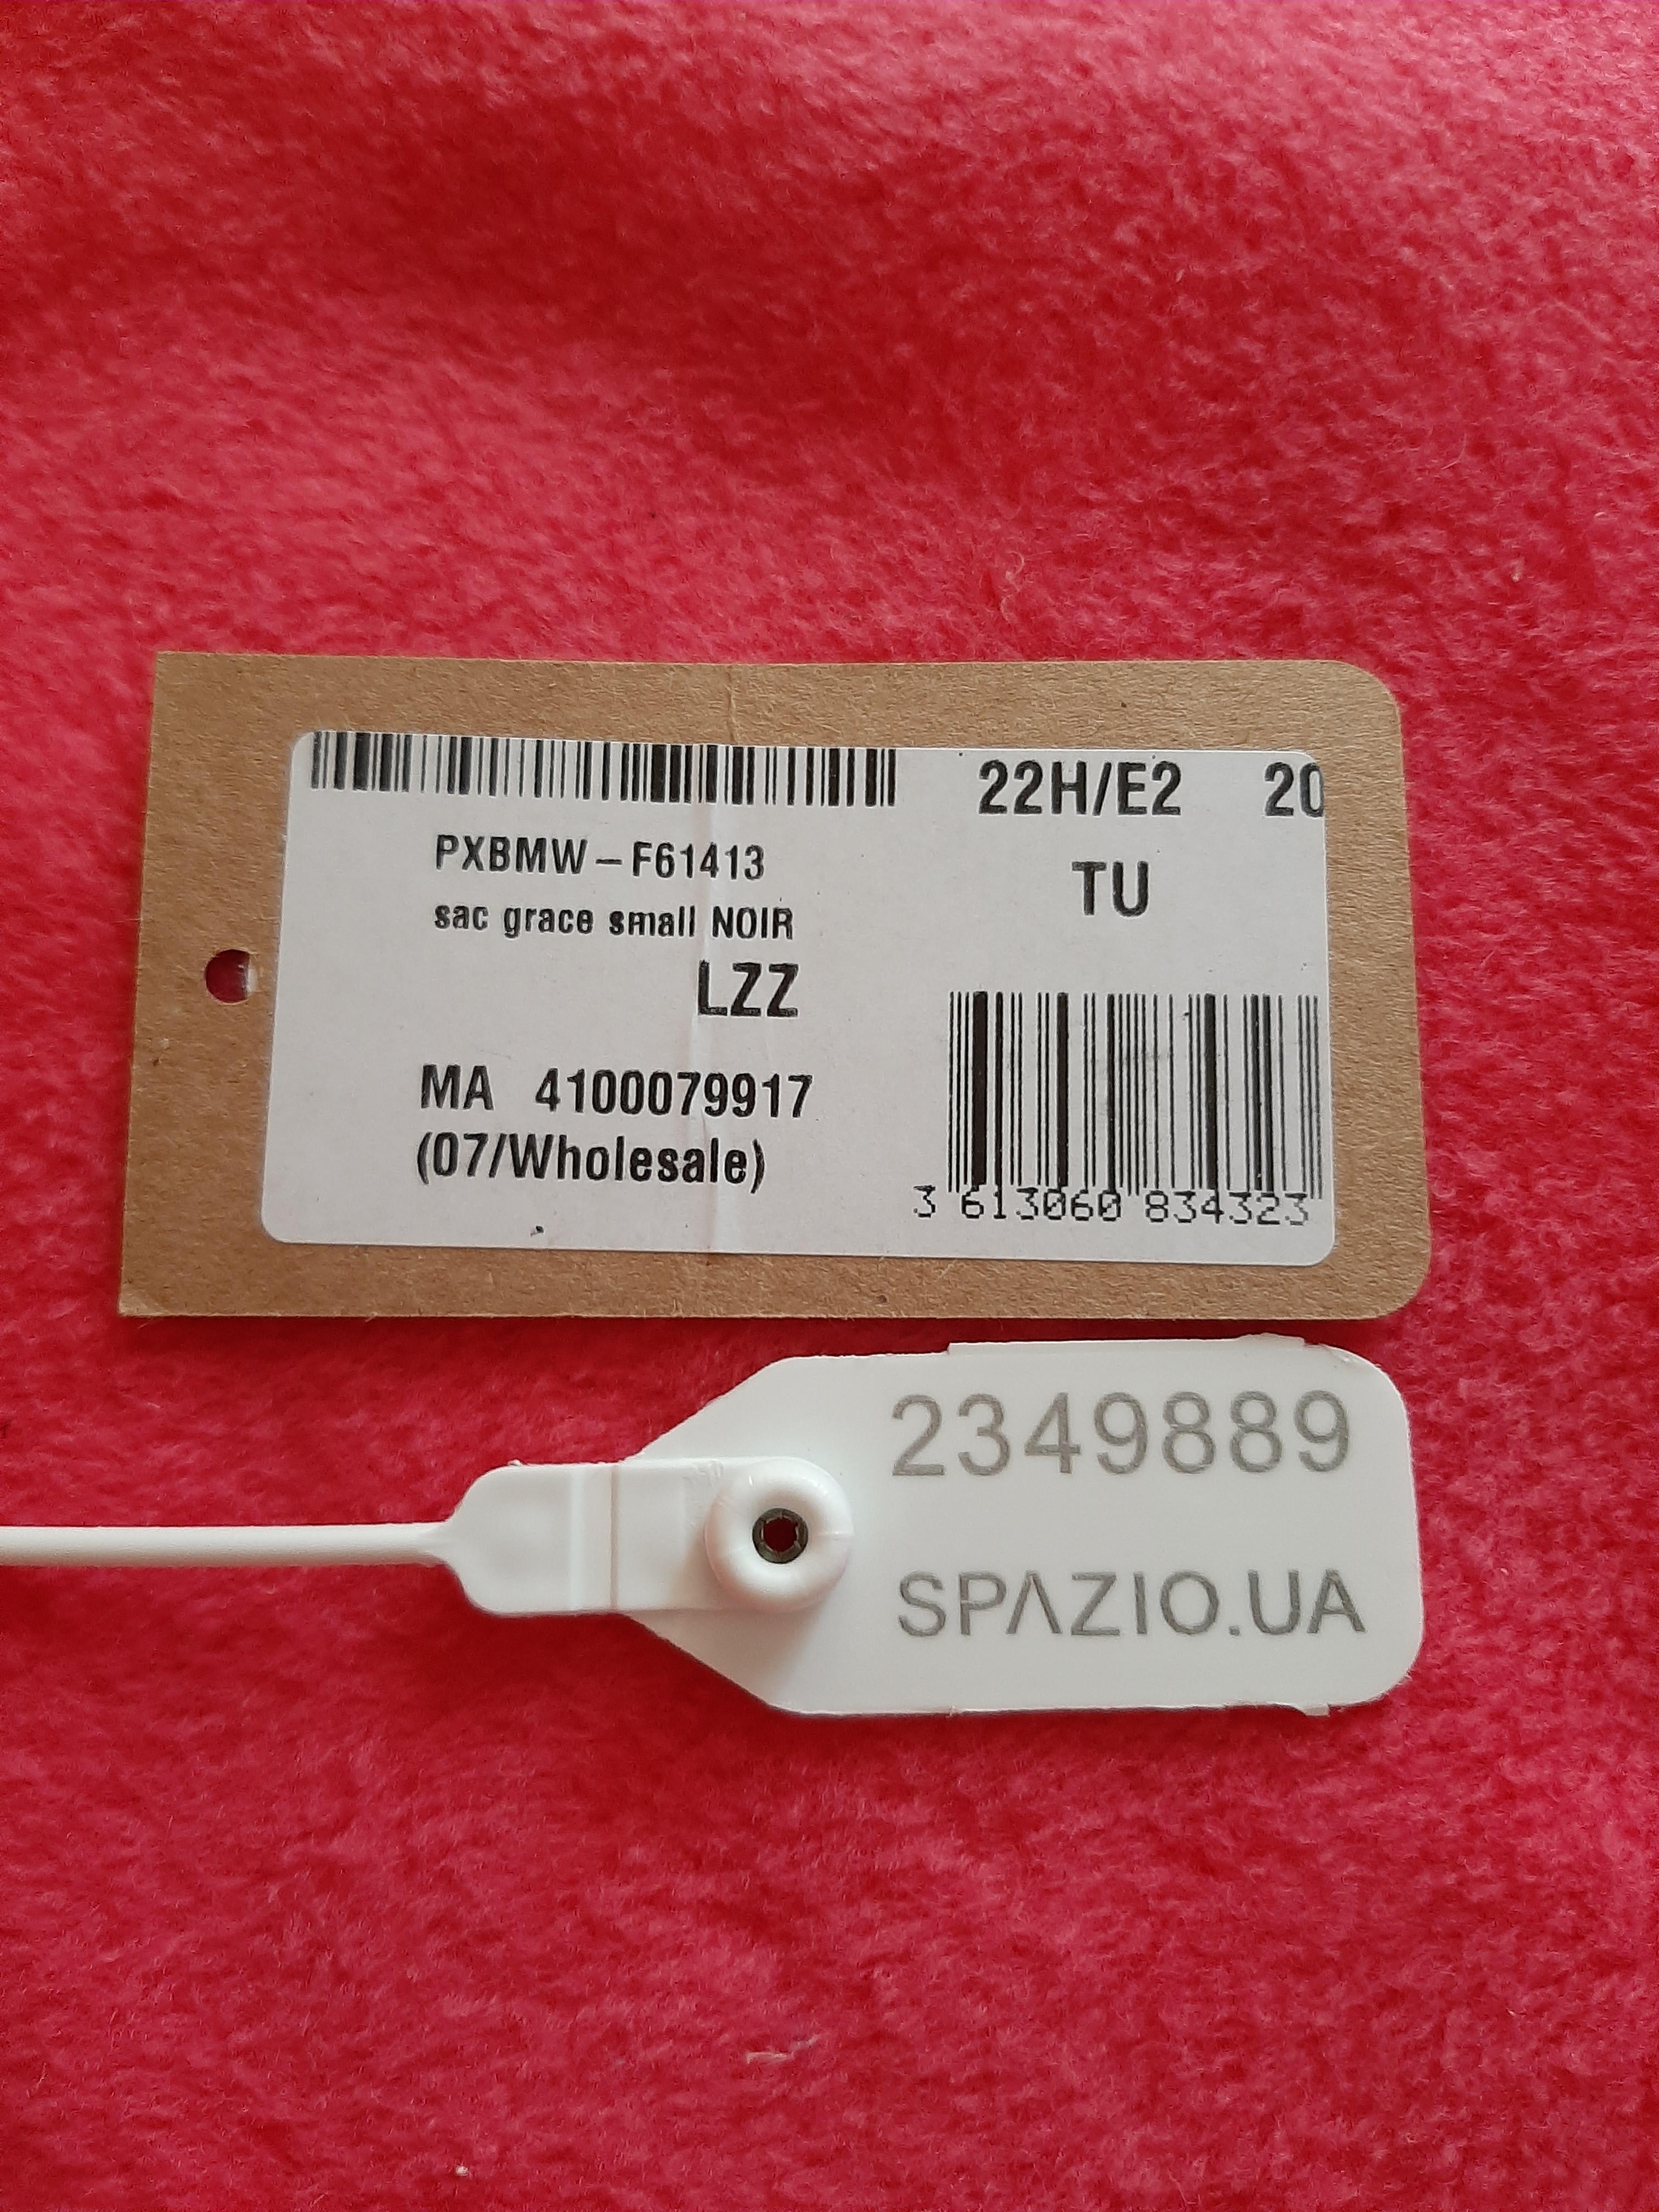 22H/E2 20
PXBMW-F61413
TU
sac grace small NOIR
LZZ
MA 4100079917
(07/Wholesale)
3 613060 834323
2349889
SPΛZIO.UA